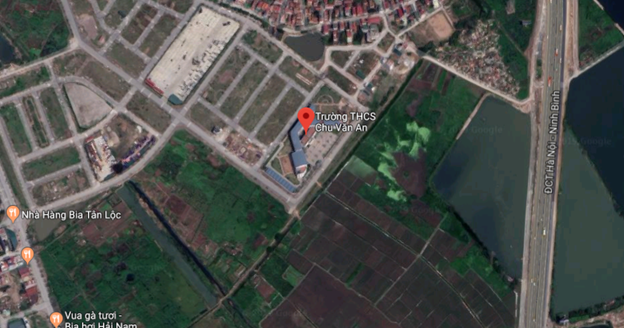 Trường THCS
Chu Văn An
ĐCT Hà Nội - Ninh Bình
Google
Nhà Hàng Bia Tân Lộc
Vua gà tươi -
Bia hơi Hải Nam